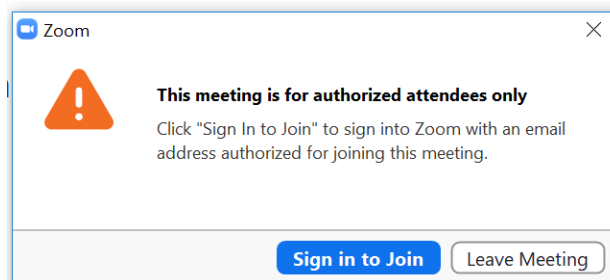 Zoom
This meeting is for authorized attendees only
Click "Sign In to Join" to sign into Zoom with an email
address authorized for joining this meeting.
Sign in to Join
Leave Meeting